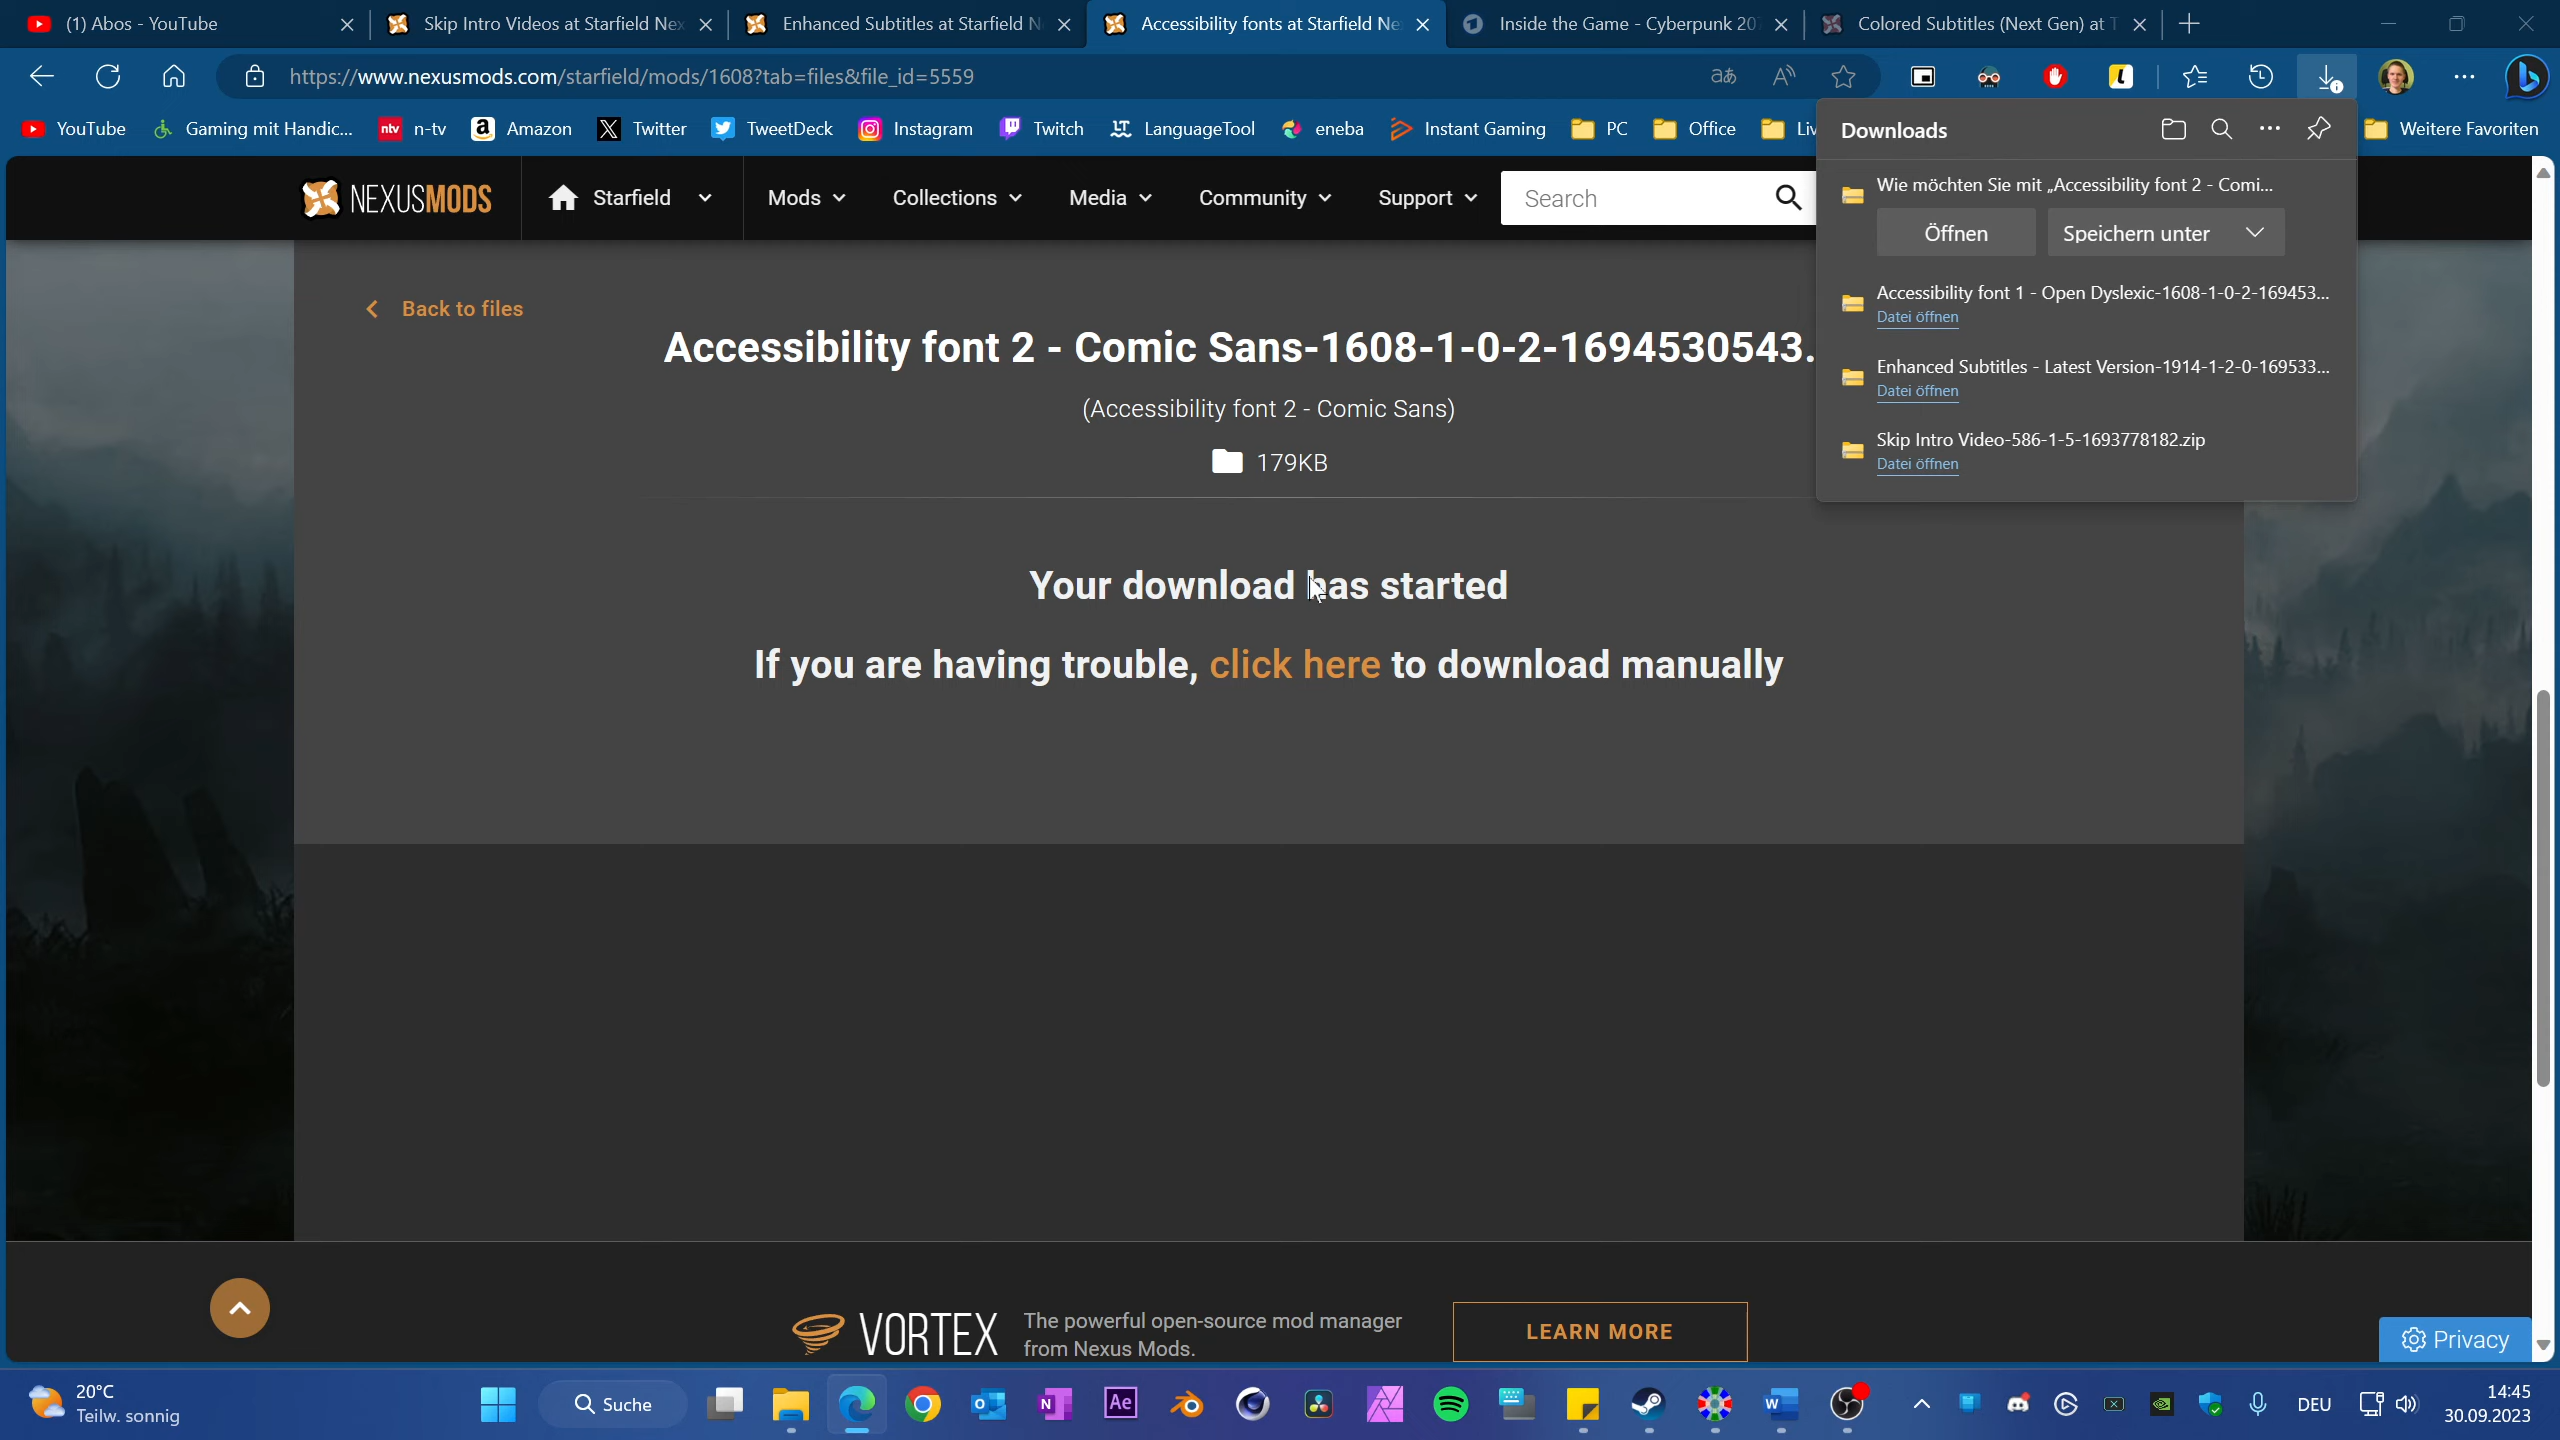 (1) Abos - YouTube
Skip Intro Videos at Starfield Nex
Enhanced Subtitles at Starfield N
Accessibility fonts at Starfield Ne
Inside the Game - Cyberpunk 207
Colored Subtitles (Next Gen) at T
https://www.nexusmods.com/starfield/mods/1608?tab=files&file_id=5559
YouTube
Gaming mit Handic...
n-tv
Amazon
Twitter
TweetDeck
Instagram
Twitch
LanguageTool
eneba
Instant Gaming
PC
Office
Liv
Weitere Favoriten
NEXUSMODS
Starfield
Mods
Collections
Media
Community
Support
Search
Downloads
Wie möchten Sie mit „Accessibility font 2 - Comi...
Öffnen
Speichern unter
Accessibility font 1 - Open Dyslexic-1608-1-0-2-169453...
Datei öffnen
Enhanced Subtitles - Latest Version-1914-1-2-0-169533...
Datei öffnen
Skip Intro Video-586-1-5-1693778182.zip
Datei öffnen
Back to files
Accessibility font 2 - Comic Sans-1608-1-0-2-1694530543.
(Accessibility font 2 - Comic Sans)
179KB
Your download has started
If you are having trouble, click here to download manually
VORTEX
The powerful open-source mod manager
from Nexus Mods.
LEARN MORE
Privacy
20°C
Teilw. sonnig
Suche
DEU
14:45
30.09.2023